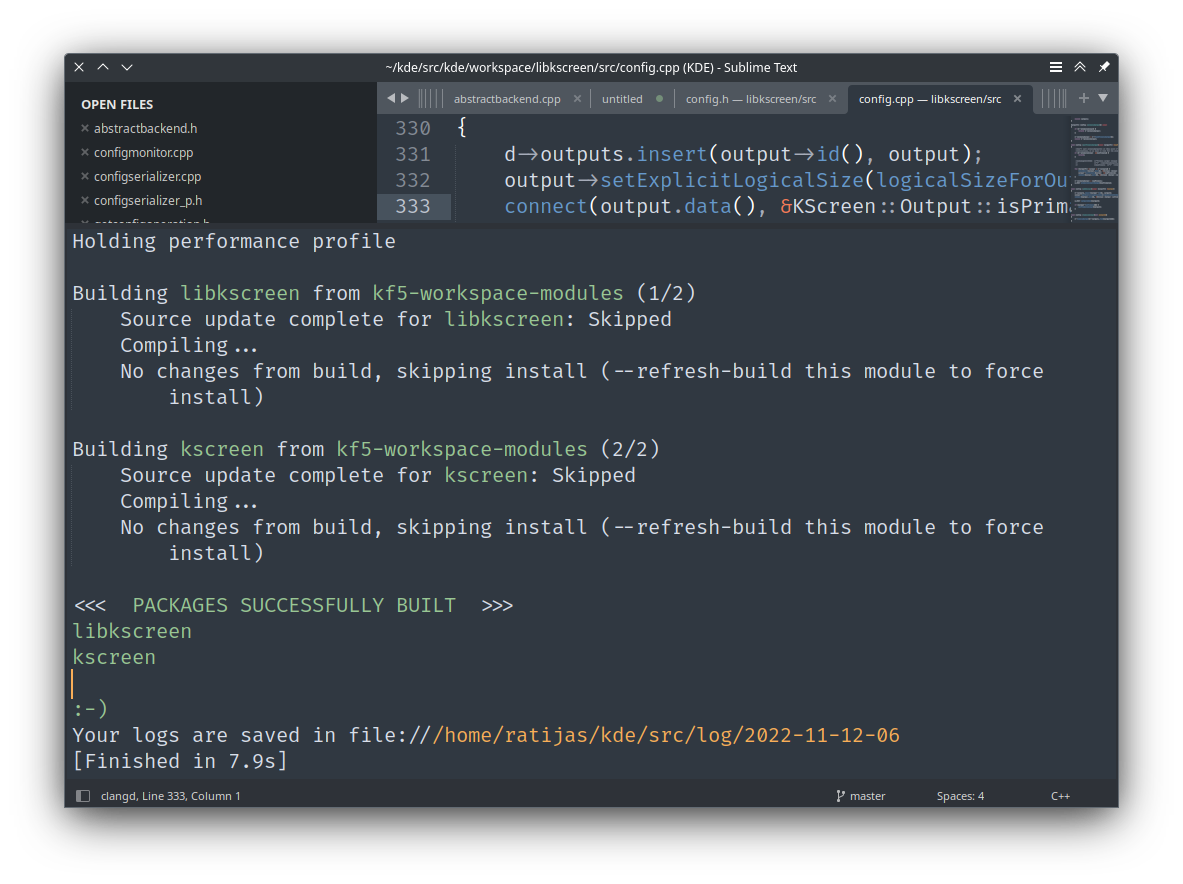 ~/kde/src/kde/workspace/libkscreen/src/config.cpp (KDE) - Sublime Text
OPEN FILES
abstractbackend.h
configmonitor.cpp
configserializer.cpp
configserializer_p.h
abstractbackend.cpp
untitled
config.h — libkscreen/src
config.cpp — libkscreen/src
330 {
331 d->outputs.insert(output->id(), output);
332 output->setExplicitLogicalSize(logicalSizeForOu
333 connect(output.data(), &KScreen::Output::isPrim
Holding performance profile
Building libkscreen from kf5-workspace-modules (1/2)
Source update complete for libkscreen: Skipped
Compiling...
No changes from build, skipping install (--refresh-build this module to force
install)
Building kscreen from kf5-workspace-modules (2/2)
Source update complete for kscreen: Skipped
Compiling...
No changes from build, skipping install (--refresh-build this module to force
install)
<<<  PACKAGES SUCCESSFULLY BUILT  >>>
libkscreen
kscreen
:-)
Your logs are saved in file:///home/ratijas/kde/src/log/2022-11-12-06
[Finished in 7.9s]
clangd, Line 333, Column 1
master
Spaces: 4
C++